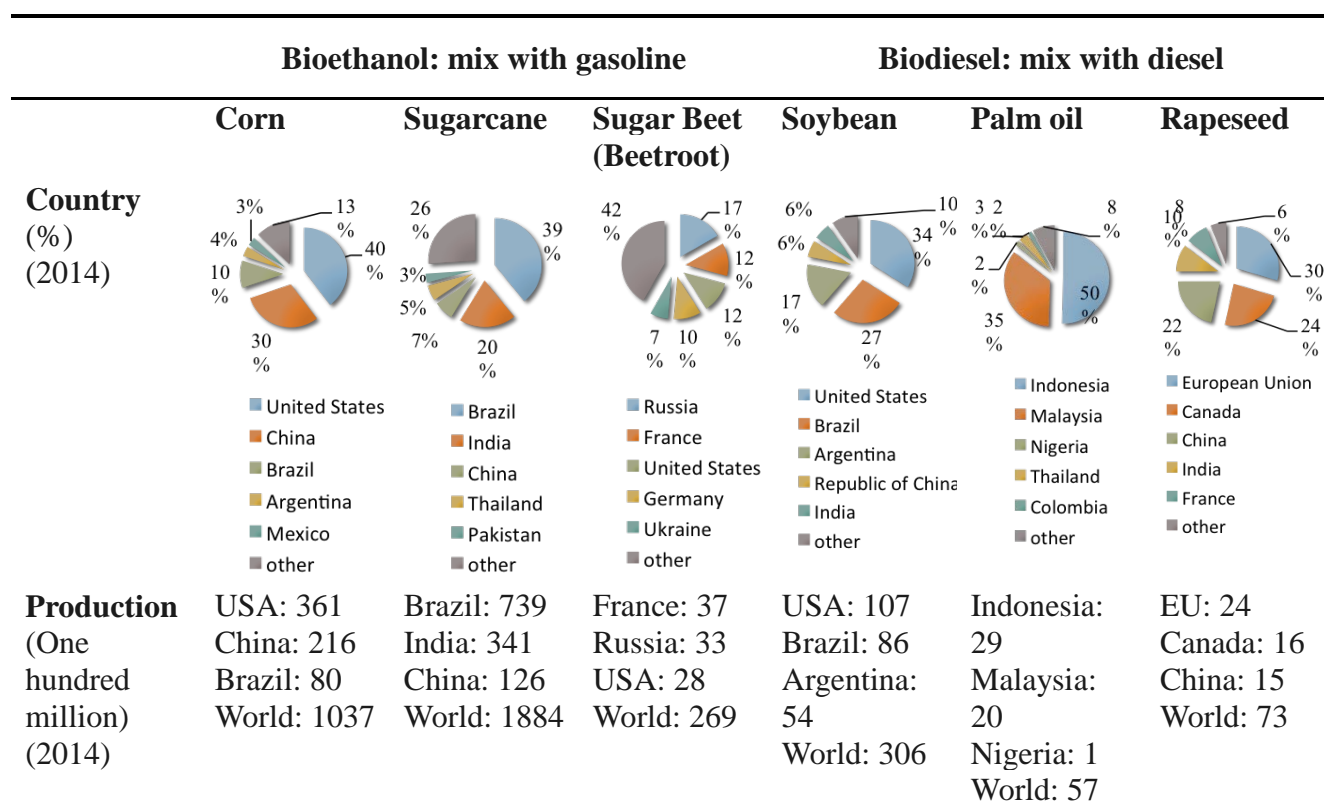 Bioethanol: mix with gasoline
Biodiesel: mix with diesel
Corn
Sugarcane
Sugar Beet
(Beetroot)
Soybean
Palm oil
Rapeseed
Country
(%)
(2014)
3%
13
%
4%
40
%
10
%
30
%
United States
China
Brazil
Argentina
Mexico
other
26
%
39
%
3%
5%
7%
20
%
Brazil
India
China
Thailand
Pakistan
other
42
%
17
%
12
%
12
%
10
%
7
%
Russia
France
United States
Germany
Ukraine
other
6%
10
%
6%
34
%
17
%
27
%
United States
Brazil
Argentina
Republic of China
India
other
3
%
2
%
8
%
2
%
50
%
35
%
Indonesia
Malaysia
Nigeria
Thailand
Colombia
other
8
10
%
6
%
30
%
22
%
24
%
European Union
Canada
China
India
France
other
Production
(One
hundred
million)
(2014)
USA: 361
China: 216
Brazil: 80
World: 1037
Brazil: 739
India: 341
China: 126
World: 1884
France: 37
Russia: 33
USA: 28
World: 269
USA: 107
Brazil: 86
Argentina:
54
World: 306
Indonesia:
29
Malaysia:
20
Nigeria: 1
World: 57
EU: 24
Canada: 16
China: 15
World: 73